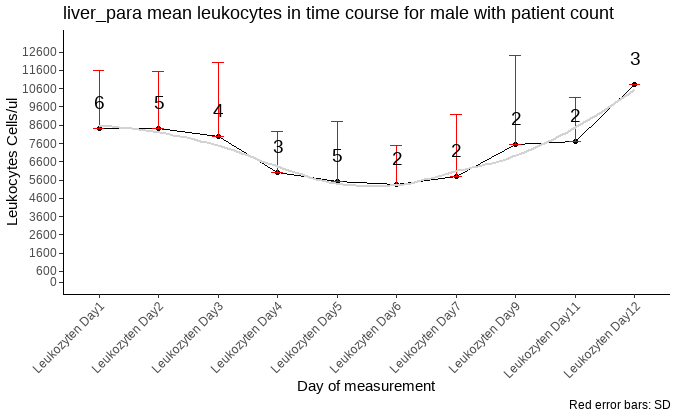 liver_para mean leukocytes in time course for male with patient count
Leukocytes Cells/ul
12600
11600
10600
9600
8600
7600
6600
5600
4600
3600
2600
1600
600
0
6
5
4
3
5
2
2
2
2
3
Leukozyten Day1
Leukozyten Day2
Leukozyten Day3
Leukozyten Day4
Leukozyten Day5
Leukozyten Day6
Leukozyten Day7
Leukozyten Day9
Leukozyten Day11
Leukozyten Day12
Day of measurement
Red error bars: SD